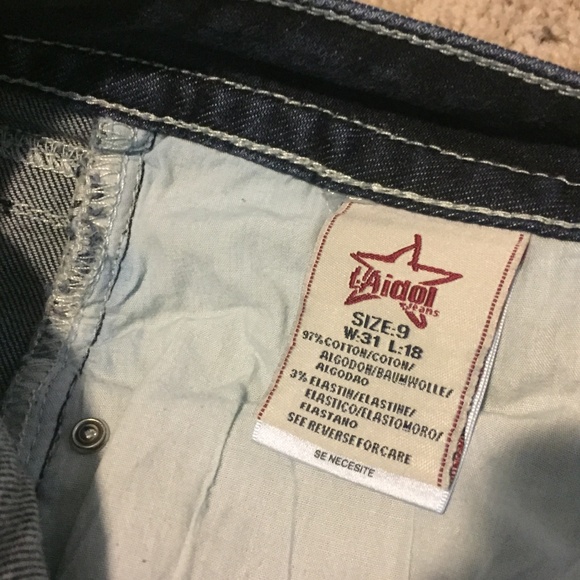 L'Aidol
Jeans
SIZE:9
W:31 L:18
97% COTTON/COTON/
ALGODON/BAUMWOLLE/
ALGODAO
3% ELASTIN/ELASTINE/
ELASTICO/ELASTOMORO/
ELASTANO
SEE REVERSE FOR CARE
SE NECESITE